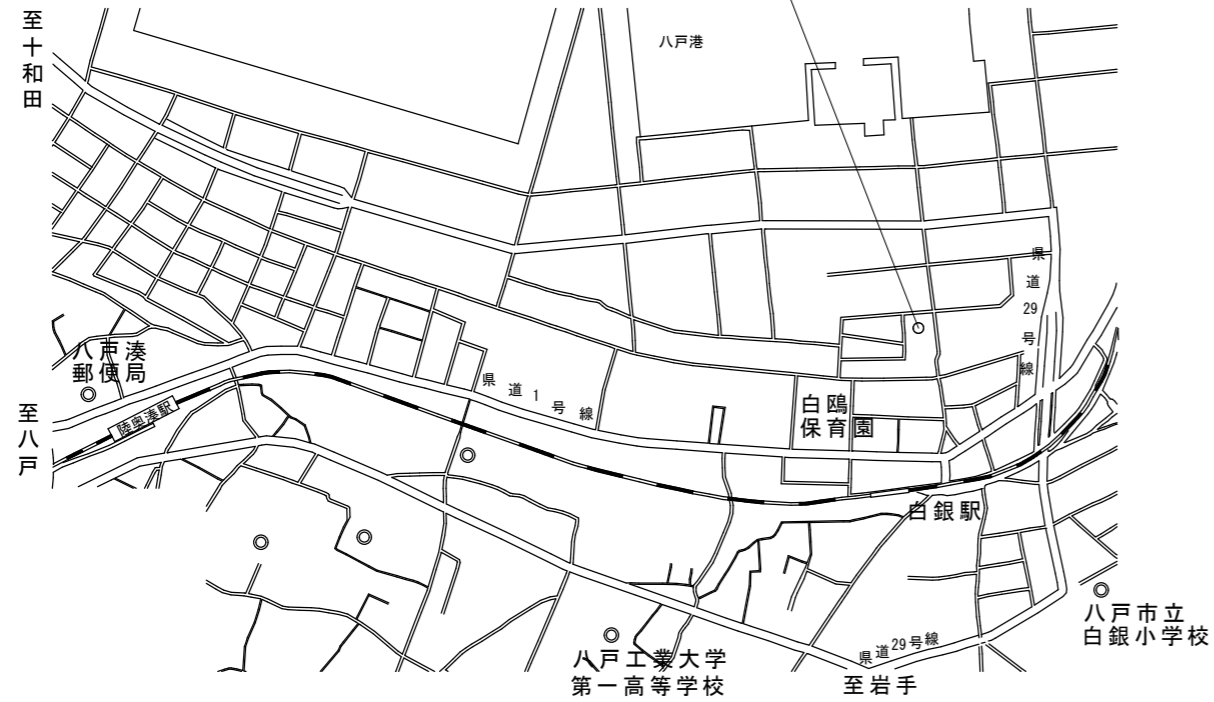 至十和田
八戸港
県道29号線
八戸湊
郵便局
陸奥湊駅
至八戸
県道1号線
白鴎
保育園
白銀駅
八戸市立
白銀小学校
八戸工業大学
第一高等学校
県道29号線
至岩手